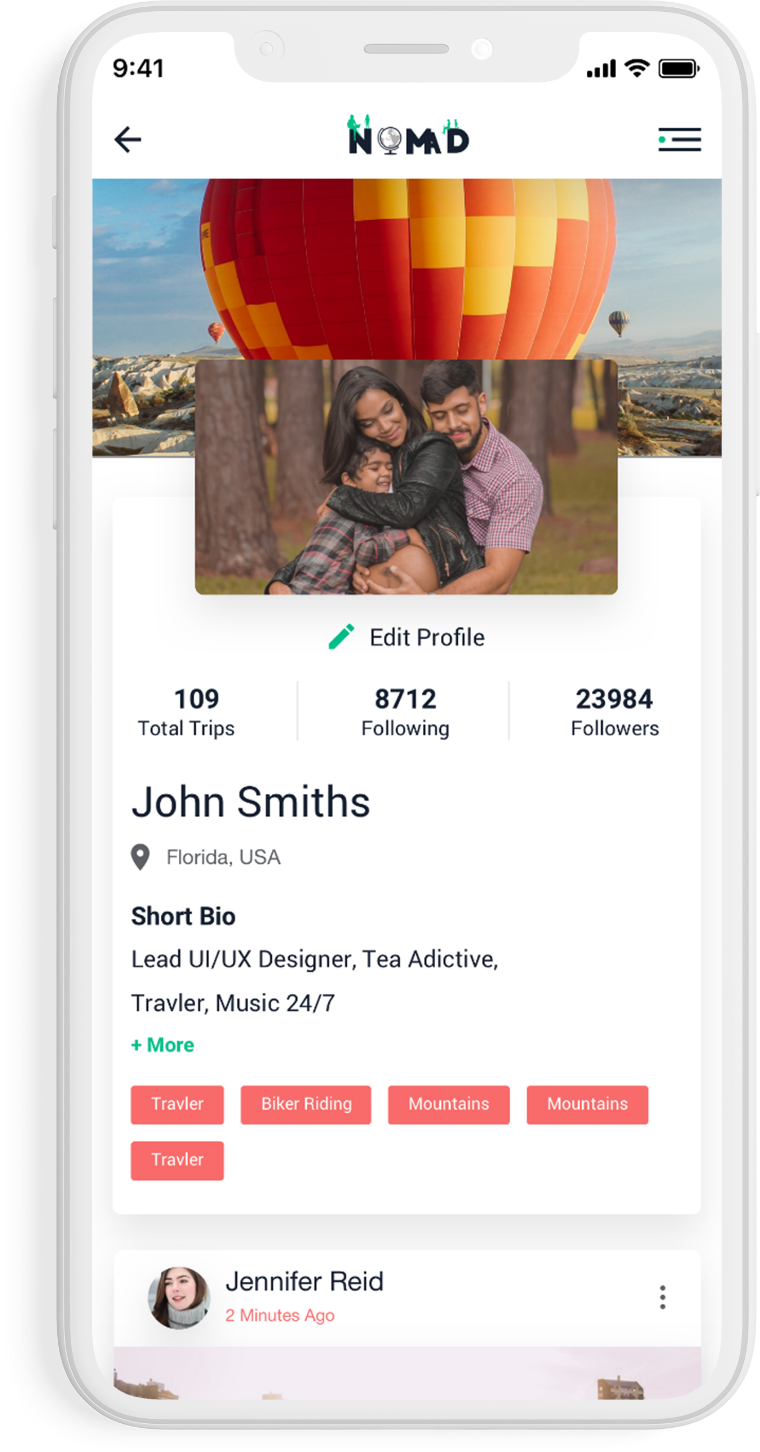 9:41
NOMAD
Edit Profile
109 8712 23984
Total Trips Following Followers
John Smiths
Florida, USA
Short Bio
Lead UI/UX Designer, Tea Adictive,
Travler, Music 24/7
+ More
Travler Biker Riding Mountains Mountains
Travler
Jennifer Reid
2 Minutes Ago